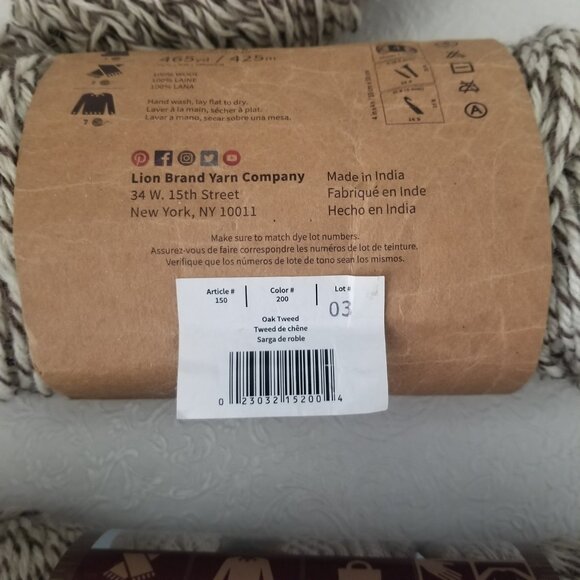 465yd / 425m
100% WOOL
100% LAINE
100% LANA
Hand wash, lay flat to dry.
Laver à la main, sécher à plat.
Lavar a mano, secar sobre una mesa.
7
7
A
Lion Brand Yarn Company
34 W. 15th Street
New York, NY 10011
Made in India
Fabriqué en Inde
Hecho en India
Make sure to match dye lot numbers.
Assurez-vous de faire correspondre les numéros de lot de teinture.
Verifique que los números de lote de tono sean los mismos.
Article # Color # Lot #
150 200 03
Oak Tweed
Tweed de chêne
Sarga de roble
0 23032 15200 4